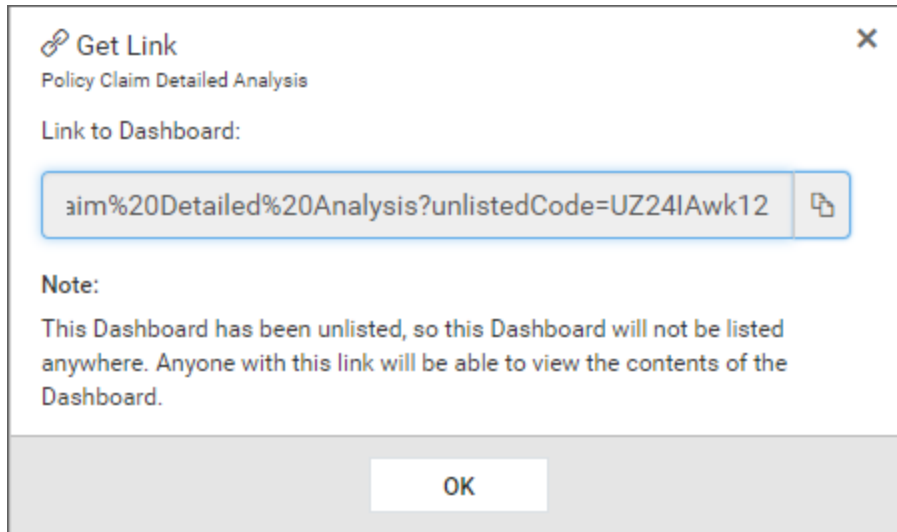 Get Link
Policy Claim Detailed Analysis
Link to Dashboard:
aim%20Detailed%20Analysis?unlistedCode=UZ24IAwk12
Note:
This Dashboard has been unlisted, so this Dashboard will not be listed
anywhere. Anyone with this link will be able to view the contents of the
Dashboard.
OK